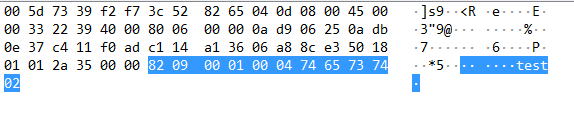 00 5d 73 39 f2 f7 3c 52 82 65 04 0d 08 00 45 00 ·]s9··<R ·e····E·
00 33 22 39 40 00 80 06 00 00 0a d9 06 25 0a db ·3"9@··· ·····%··
0e 37 c4 11 f0 ad c1 14 a1 36 06 a8 8c e3 50 18 ·7······ ·6····P·
01 01 2a 35 00 00 82 09 00 01 00 04 74 65 73 74 ··*5···· ····test
02 ·